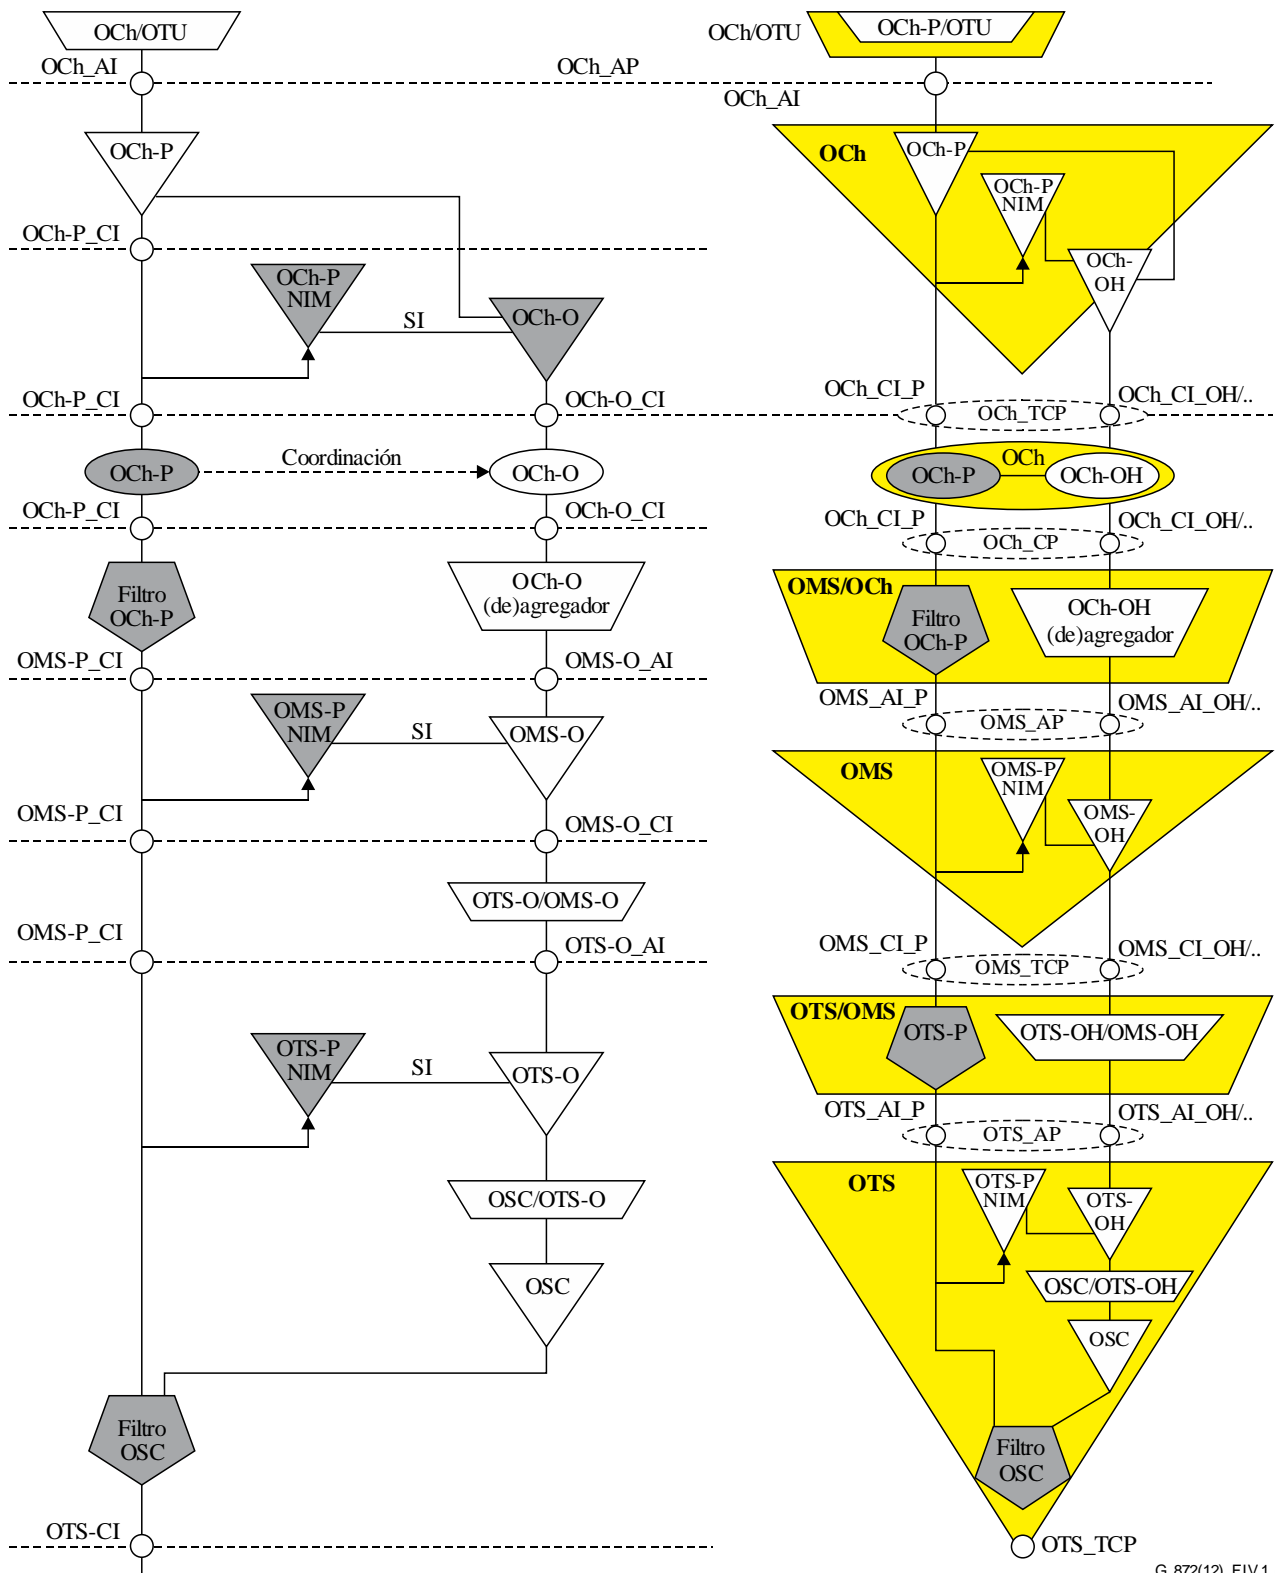 OCh/OTU
OCh_AI
OCh-P
OCh-P_CI
OCh-P
NIM
SI
OCh-O
OCh-P_CI
OCh-O_CI
OCh-P
Coordinación
OCh-O
OCh-P_CI
OCh-O_CI
Filtro
OCh-P
OCh-O
(de)agregador
OMS-P_CI
OMS-O_AI
OMS-P
NIM
SI
OMS-O
OMS-P_CI
OMS-O_CI
OTS-O/OMS-O
OMS-P_CI
OTS-O_AI
OTS-P
NIM
SI
OTS-O
OSC/OTS-O
OSC
Filtro
OSC
OTS-CI
OCh/OTU
OCh-P/OTU
OCh_AP
OCh_AI
OCh
OCh-P
OCh-P
NIM
OCh-
OH
OCh_CI_P
OCh_TCP
OCh_CI_OH/..
OCh
OCh-P
OCh-OH
OCh_CI_P
OCh_CP
OCh_CI_OH/..
OMS/OCh
Filtro
OCh-P
OCh-OH
(de)agregador
OMS_AI_P
OMS_AP
OMS_AI_OH/..
OMS
OMS-P
NIM
OMS-
OH
OMS_CI_P
OMS_TCP
OMS_CI_OH/..
OTS/OMS
OTS-P
OTS-OH/OMS-OH
OTS_AI_P
OTS_AP
OTS_AI_OH/..
OTS
OTS-P
NIM
OTS-
OH
OSC/OTS-OH
OSC
Filtro
OSC
OTS_TCP
G.872(12)_FIV.1